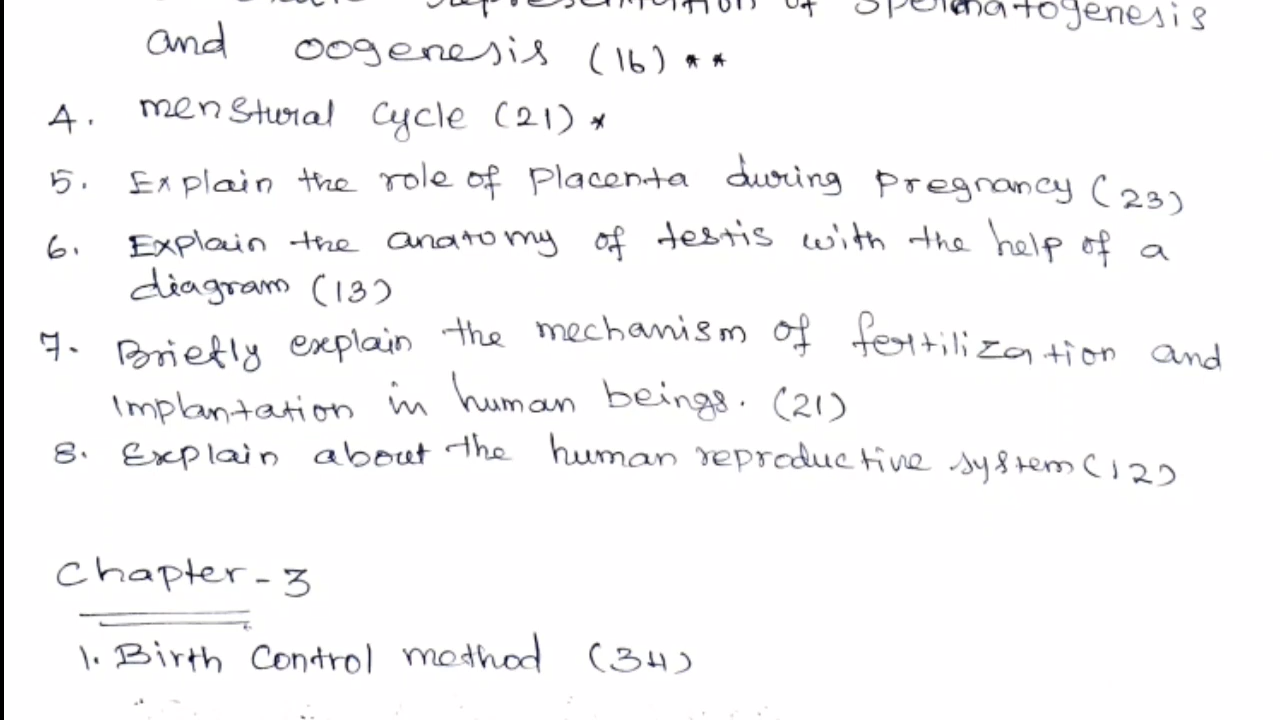 of Spermatogenesis
and oogenesis (16) **
4. menstural cycle (21) *
5. Explain the role of placenta during pregnancy (23)
6. Explain the anatomy of testis with the help of a
diagram (13)
7. Briefly explain the mechanism of fertilization and
Implantation in human beings. (21)
8. Explain about the human reproductive system (12)
Chapter-3
1. Birth control method (34)